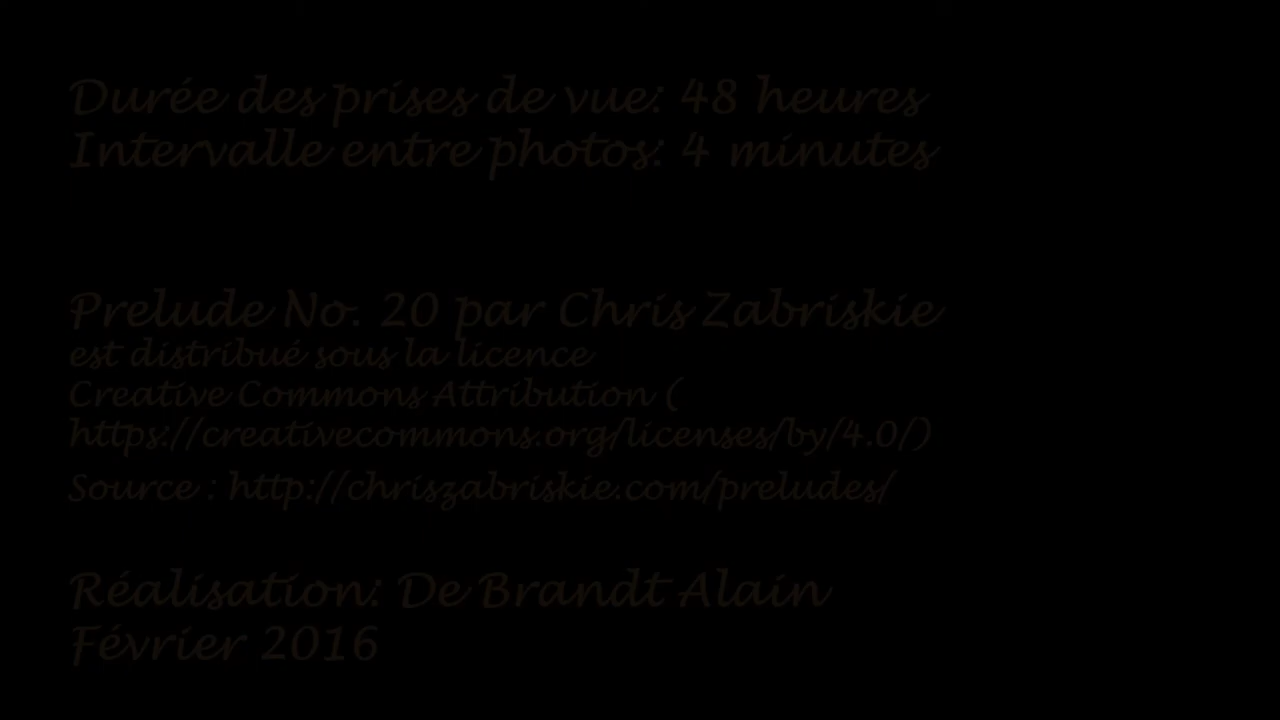 Durée des prises de vue: 48 heures
Intervalle entre photos: 4 minutes
Prelude No. 20 par Chris Zabriskie
est distribué sous la licence
Creative Commons Attribution (
https://creativecommons.org/licenses/by/4.0/)
Source : http://chriszabriskie.com/preludes/
Réalisation: De Brandt Alain
Février 2016